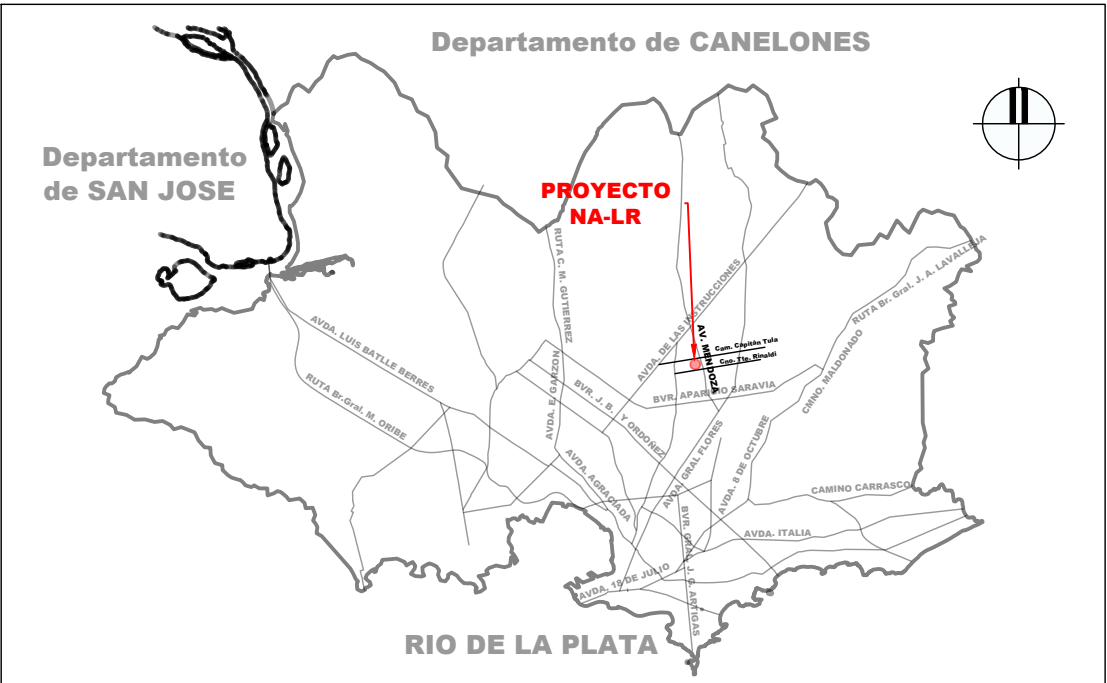 Departamento de CANELONES
Departamento
de SAN JOSE
PROYECTO
NA-LR
RUTA C. M. GUTIERREZ
AVDA. DE LAS INSTRUCCIONES
RUTA Br. Gral. J. A. LAVALLEJA
AV. MENDOZA
Cam. Capitán Tula
Cno. Tte. Rinaldi
AVDA. LUIS BATLLE BERRES
RUTA Br.Gral. M. ORIBE
AVDA. E. GARZON
BVR. J. B. Y ORDOÑEZ
BVR. APARICIO SARAVIA
CMNO. MALDONADO
AVDA. GRAL FLORES
AVDA. 8 DE OCTUBRE
AVDA. AGRACIADA
CAMINO CARRASCO
AVDA. ITALIA
BVR. GRAL. J. G. ARTIGAS
AVDA. 18 DE JULIO
RIO DE LA PLATA